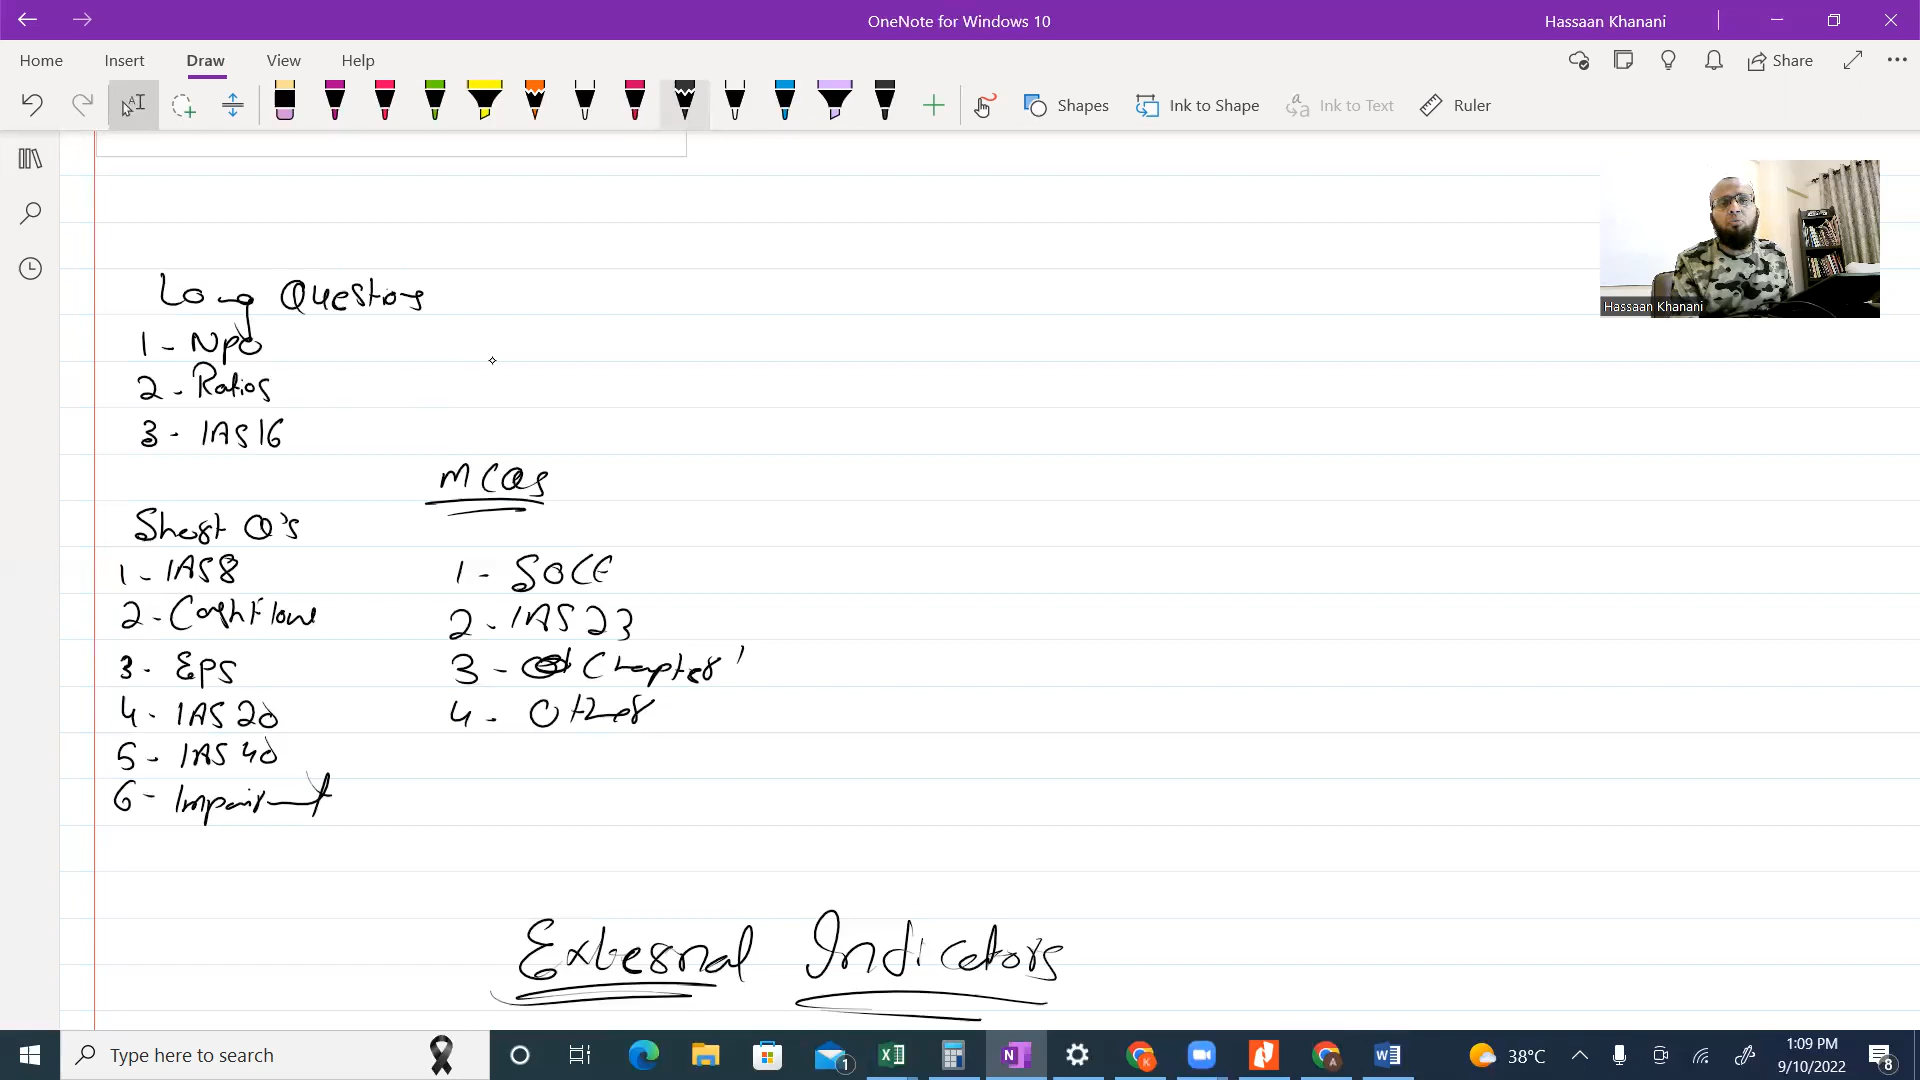 OneNote for Windows 10
Hassaan Khanani
Home Insert Draw View Help
Share
Shapes Ink to Shape Ink to Text Ruler
Hassaan Khanani
Long Questions
1 - NPO
2 - Ratios
3 - IAS 16
MCQs
Short Q's
1 - IAS 8
2 - Cash Flow
3 - EPS
4 - IAS 20
5 - IAS 40
6 - Impairment
1 - SOCE
2 - IAS 23
3 - Chapter 1
4 - Other
External Indicators
Type here to search
1
38°C
1:09 PM
9/10/2022
8